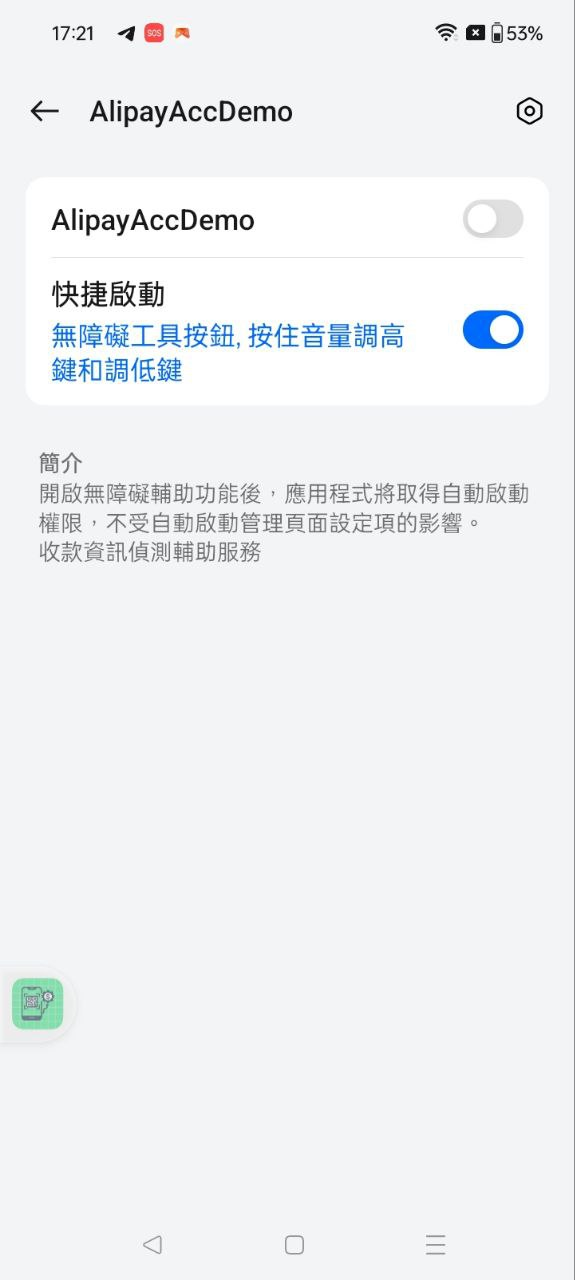 17:21 SOS 53%
AlipayAccDemo
AlipayAccDemo
快捷啟動
無障礙工具按鈕, 按住音量調高
鍵和調低鍵
簡介
開啟無障礙輔助功能後，應用程式將取得自動啟動
權限，不受自動啟動管理頁面設定項的影響。
收款資訊偵測輔助服務